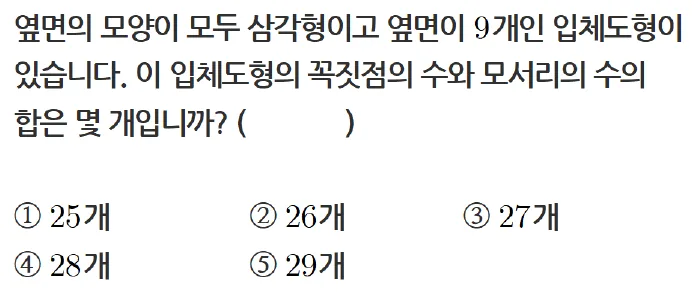 옆면의 모양이 모두 삼각형이고 옆면이 9개인 입체도형이
있습니다. 이 입체도형의 꼭짓점의 수와 모서리의 수의
합은 몇 개입니까? (          )
① 25개 ② 26개 ③ 27개
④ 28개 ⑤ 29개